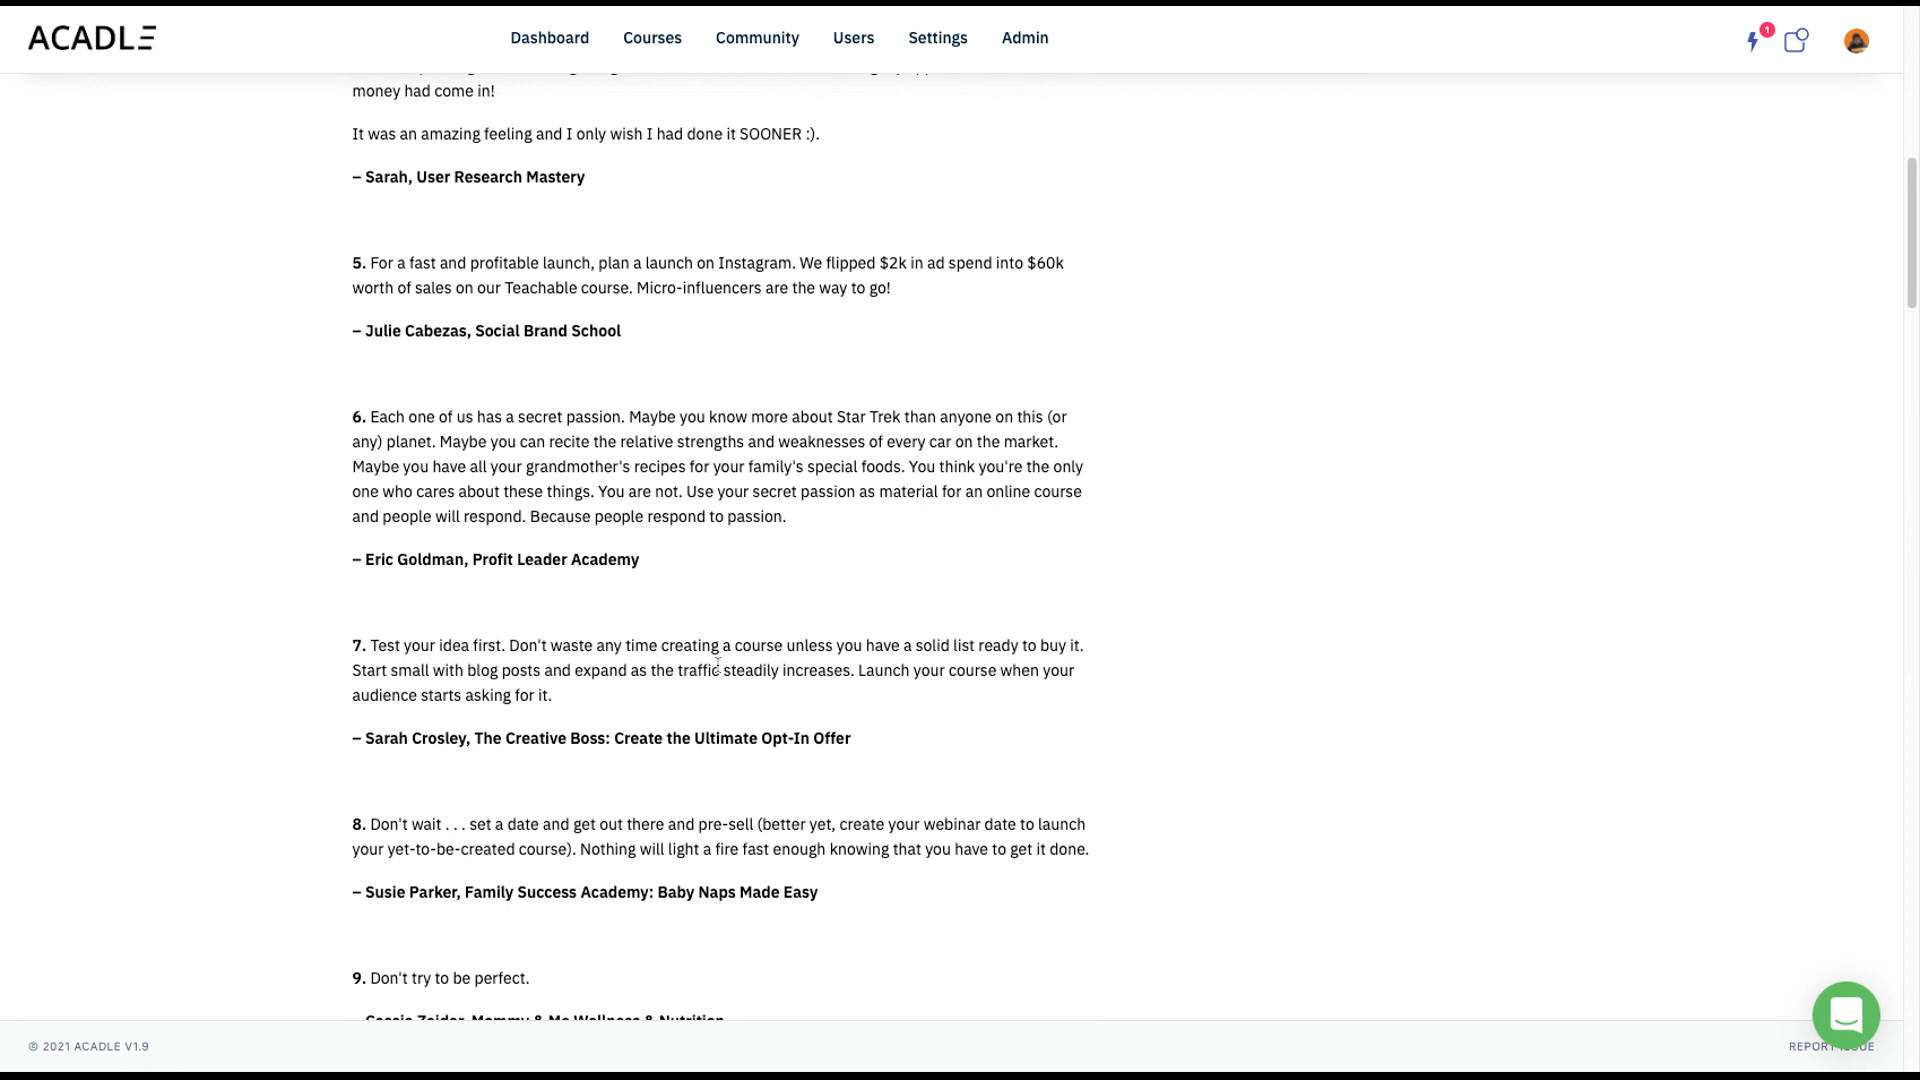 ACADLE
Dashboard Courses Community Users Settings Admin
1
money had come in!
It was an amazing feeling and I only wish I had done it SOONER :).
– Sarah, User Research Mastery
5. For a fast and profitable launch, plan a launch on Instagram. We flipped $2k in ad spend into $60k
worth of sales on our Teachable course. Micro-influencers are the way to go!
– Julie Cabezas, Social Brand School
6. Each one of us has a secret passion. Maybe you know more about Star Trek than anyone on this (or
any) planet. Maybe you can recite the relative strengths and weaknesses of every car on the market.
Maybe you have all your grandmother's recipes for your family's special foods. You think you're the only
one who cares about these things. You are not. Use your secret passion as material for an online course
and people will respond. Because people respond to passion.
– Eric Goldman, Profit Leader Academy
7. Test your idea first. Don't waste any time creating a course unless you have a solid list ready to buy it.
Start small with blog posts and expand as the traffic steadily increases. Launch your course when your
audience starts asking for it.
– Sarah Crosley, The Creative Boss: Create the Ultimate Opt-In Offer
8. Don't wait . . . set a date and get out there and pre-sell (better yet, create your webinar date to launch
your yet-to-be-created course). Nothing will light a fire fast enough knowing that you have to get it done.
– Susie Parker, Family Success Academy: Baby Naps Made Easy
9. Don't try to be perfect.
Mommy & Me Wellness & Nutrition
© 2021 ACADLE V1.9
REPORT ISSUE